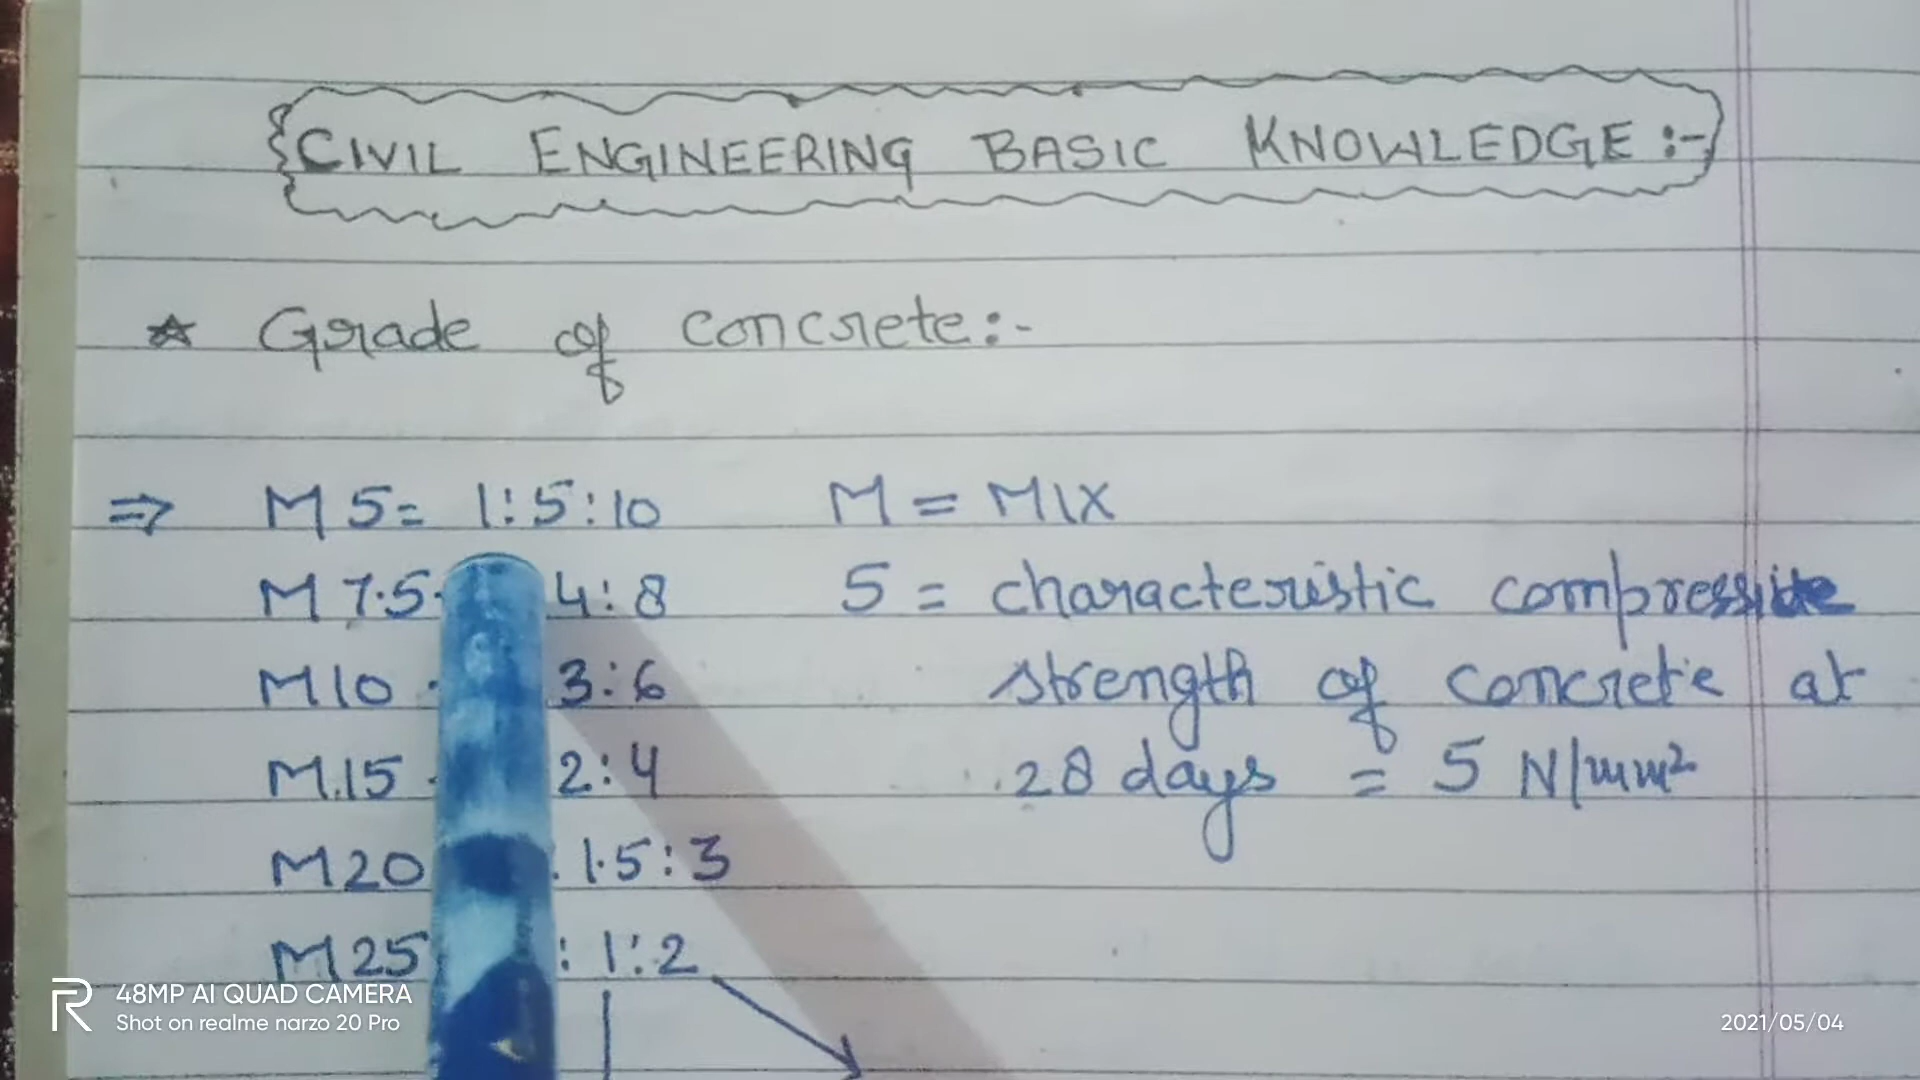 CIVIL ENGINEERING BASIC KNOWLEDGE :-
☆ Grade of concrete:-
⇒ M 5 = 1:5:10 M = MIX
M 7.5 4:8 5 = characteristic compressive
M10 3:6 strength of concrete at
M.15 2:4 28 days = 5 N/mm²
M20 1.5:3
M25 : 1:2
48MP AI QUAD CAMERA
Shot on realme narzo 20 Pro
2021/05/04